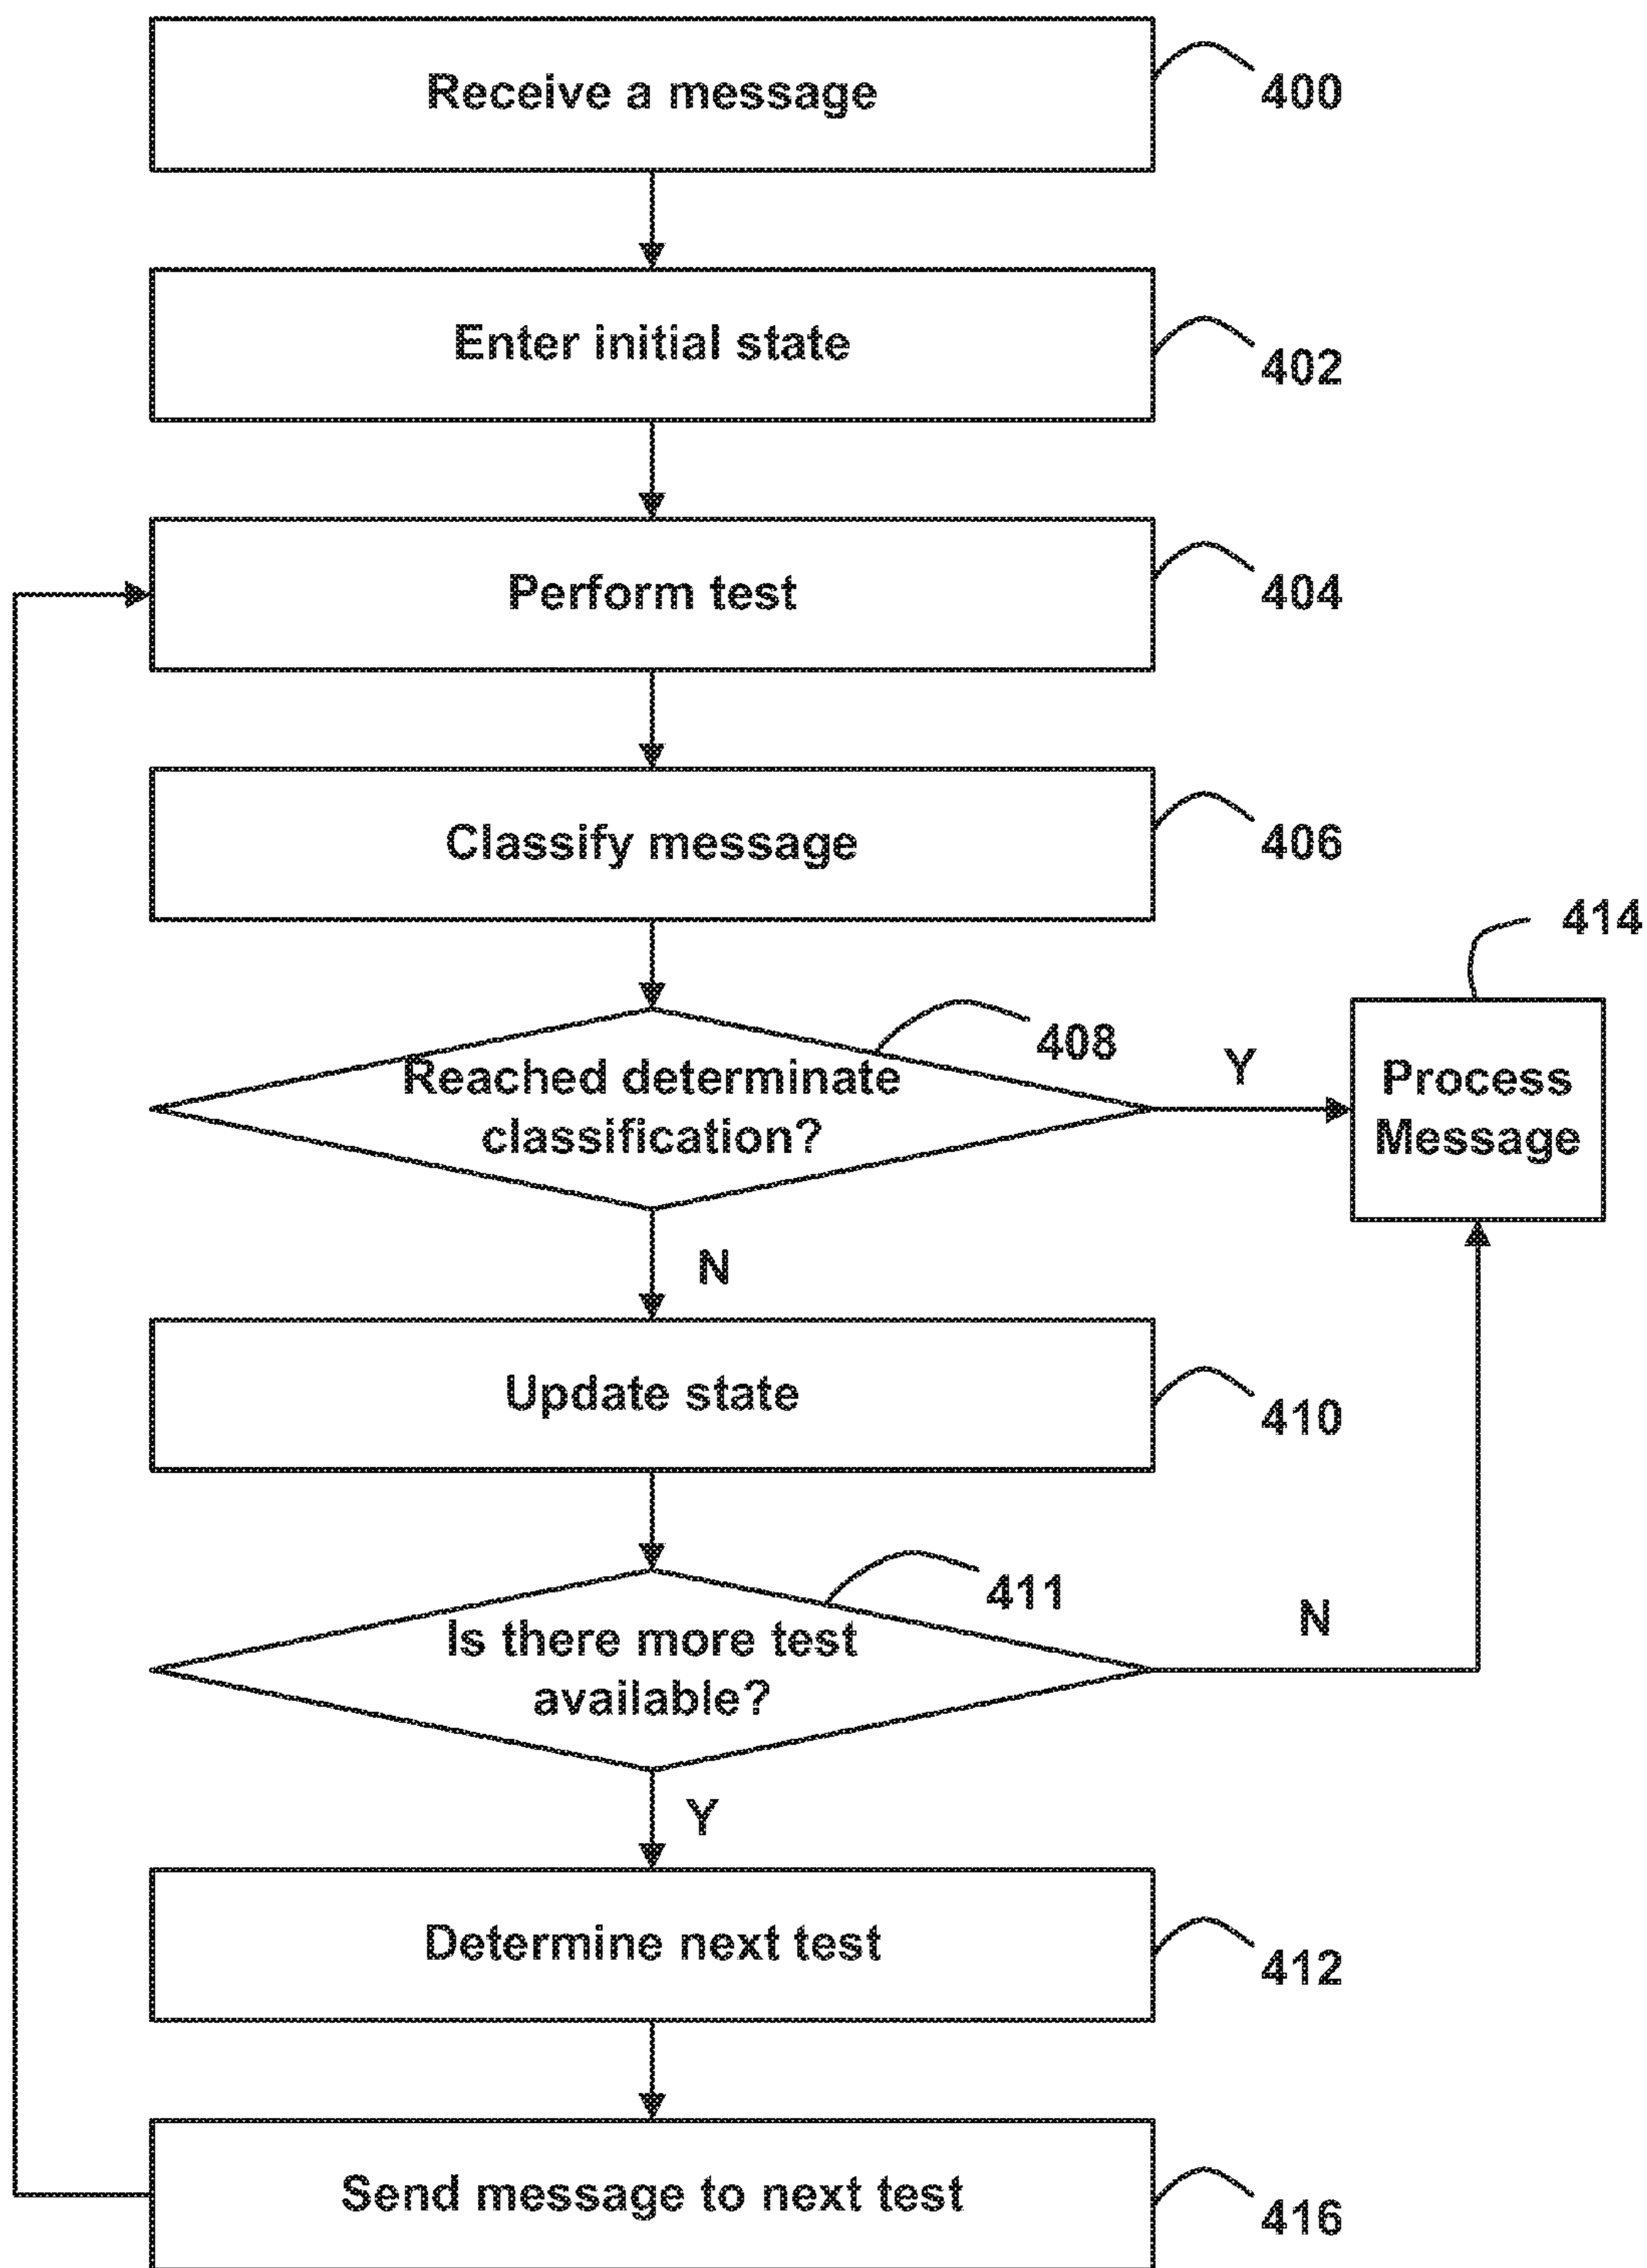 Receive a message
400
Enter initial state
402
Perform test
404
Classify message
406
414
408
Reached determinate
classification?
Y
Process
Message
N
Update state
410
411
Is there more test
available?
N
Y
Determine next test
412
Send message to next test
416